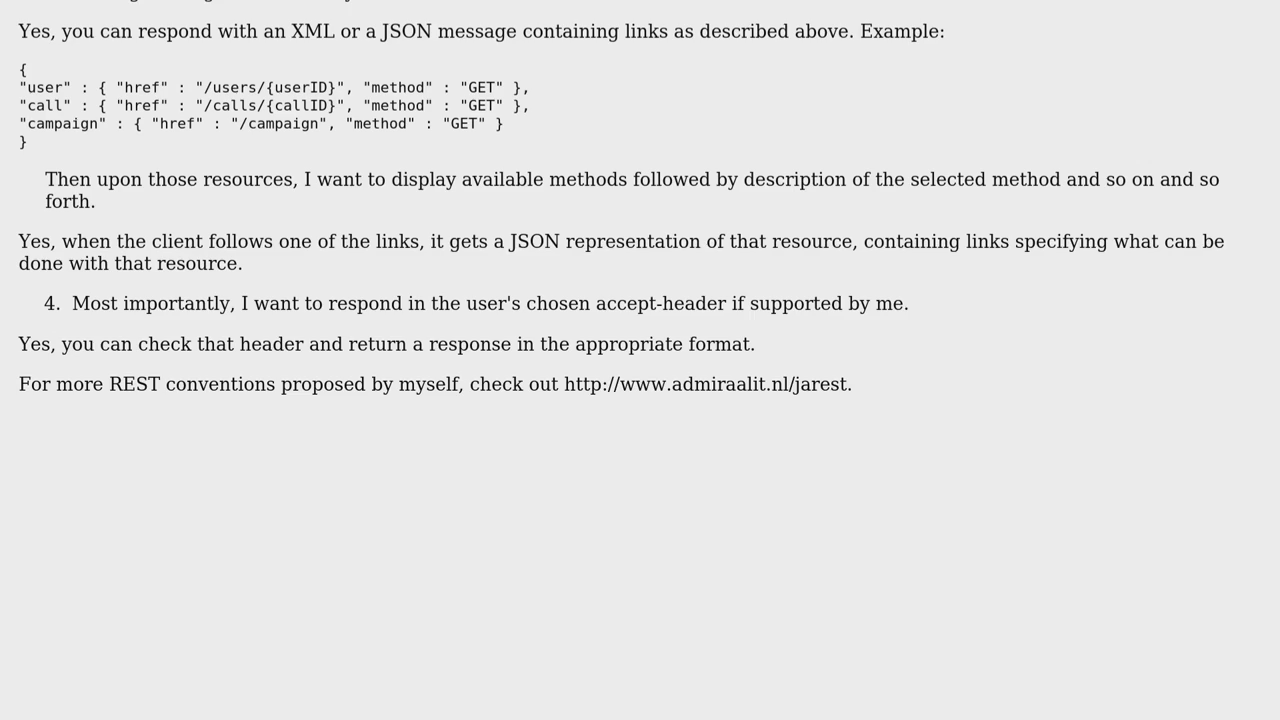 Yes, you can respond with an XML or a JSON message containing links as described above. Example:
{
"user" : { "href" : "/users/{userID}", "method" : "GET" },
"call" : { "href" : "/calls/{callID}", "method" : "GET" },
"campaign" : { "href" : "/campaign", "method" : "GET" }
}
Then upon those resources, I want to display available methods followed by description of the selected method and so on and so
forth.
Yes, when the client follows one of the links, it gets a JSON representation of that resource, containing links specifying what can be
done with that resource.
4. Most importantly, I want to respond in the user's chosen accept-header if supported by me.
Yes, you can check that header and return a response in the appropriate format.
For more REST conventions proposed by myself, check out http://www.admiraalit.nl/jarest.